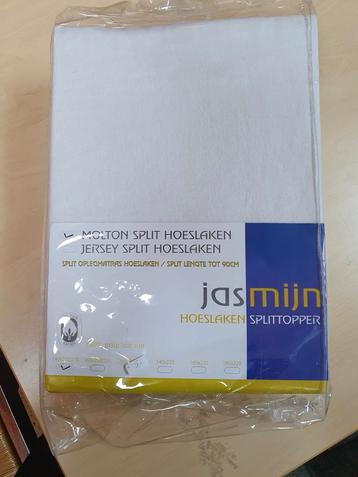 MOLTON SPLIT HOESLAKEN
JERSEY SPLIT HOESLAKEN
SPLIT OPLEGMATRAS HOESLAKEN / SPLIT LENGTE TOT 90CM
jasmijn
HOESLAKEN SPLITTOPPER